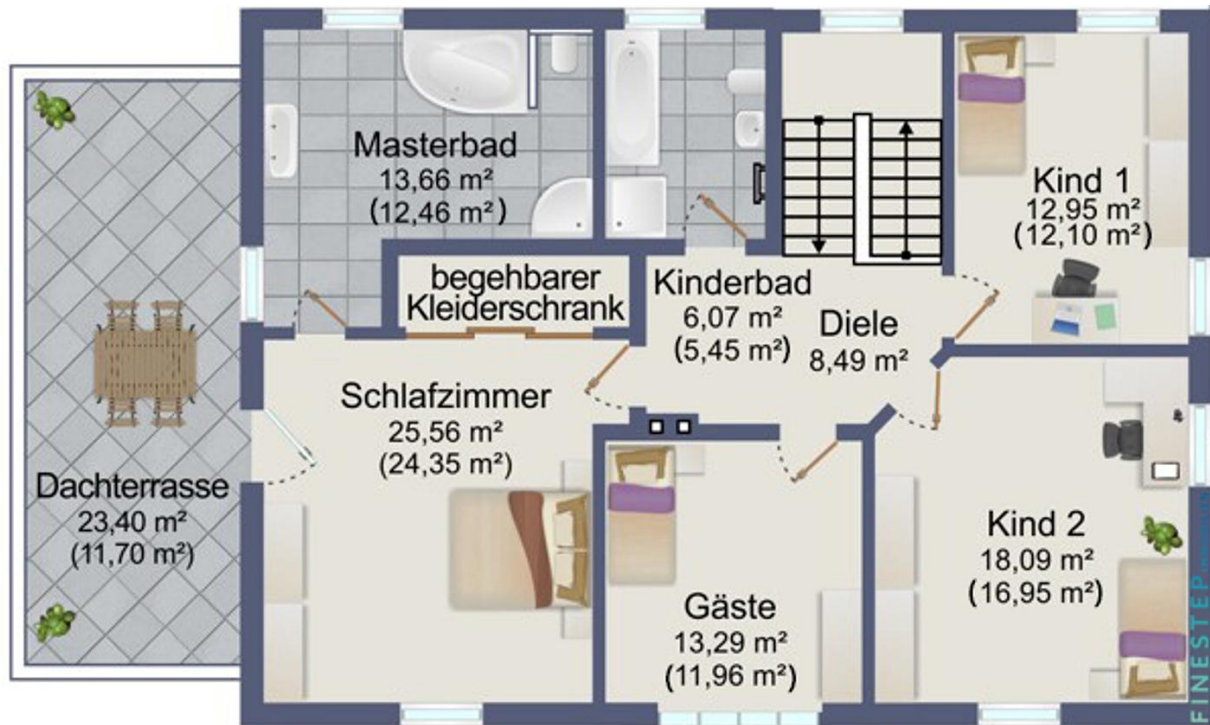 Masterbad
13,66 m²
(12,46 m²)
begehbarer
Kleiderschrank
Kinderbad
6,07 m²
(5,45 m²)
Diele
8,49 m²
Kind 1
12,95 m²
(12,10 m²)
Schlafzimmer
25,56 m²
(24,35 m²)
Dachterrasse
23,40 m²
(11,70 m²)
Gäste
13,29 m²
(11,96 m²)
Kind 2
18,09 m²
(16,95 m²)
FINESTEP